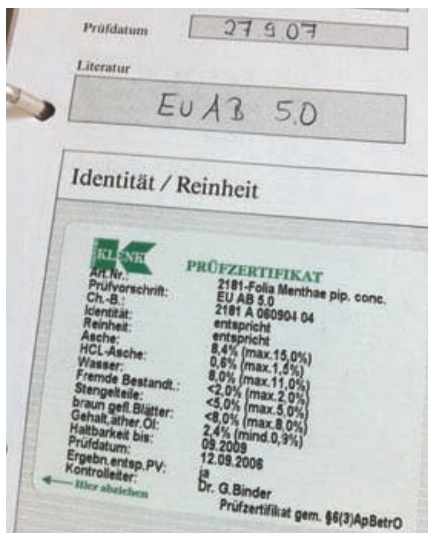 Prüfdatum 27 9 07
Literatur
EU AB 5.0
Identität / Reinheit
KLENK
PRÜFZERTIFIKAT
Art.Nr.: 2181-Folia Menthae pip. conc.
Prüfvorschrift: EU AB 5.0
Ch.-B.: 2181 A 060904 04
Identität: entspricht
Reinheit: entspricht
Asche: 8,4% (max.15,0%)
HCL-Asche: 0,6% (max.1,5%)
Wasser: 8,0% (max.11,0%)
Fremde Bestandt.: <2,0% (max.2,0%)
Stengelteile: <5,0% (max.5,0%)
braun gefl.Blätter: <8,0% (max.8,0%)
Gehalt,äther.Öl: 2,4% (mind.0,9%)
Haltbarkeit bis: 09.2009
Prüfdatum: 12.09.2006
Ergebn.entsp.PV: ja
Kontrolleiter: Dr. G.Binder
Hier abziehen
Prüfzertifikat gem. §6(3)ApBetrO